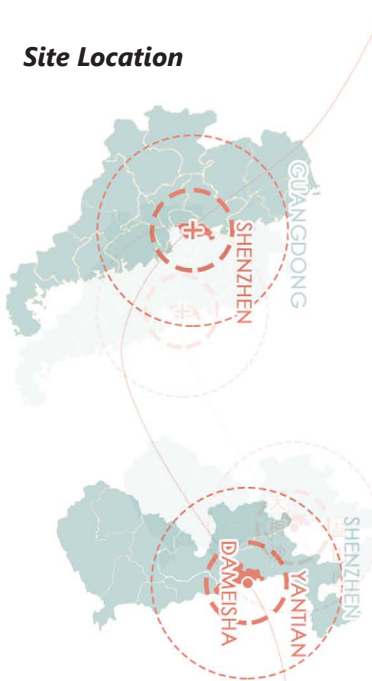 Site Location
GUANGDONG
SHENZHEN
SHENZHEN
YANTIAN
DAMEISHA